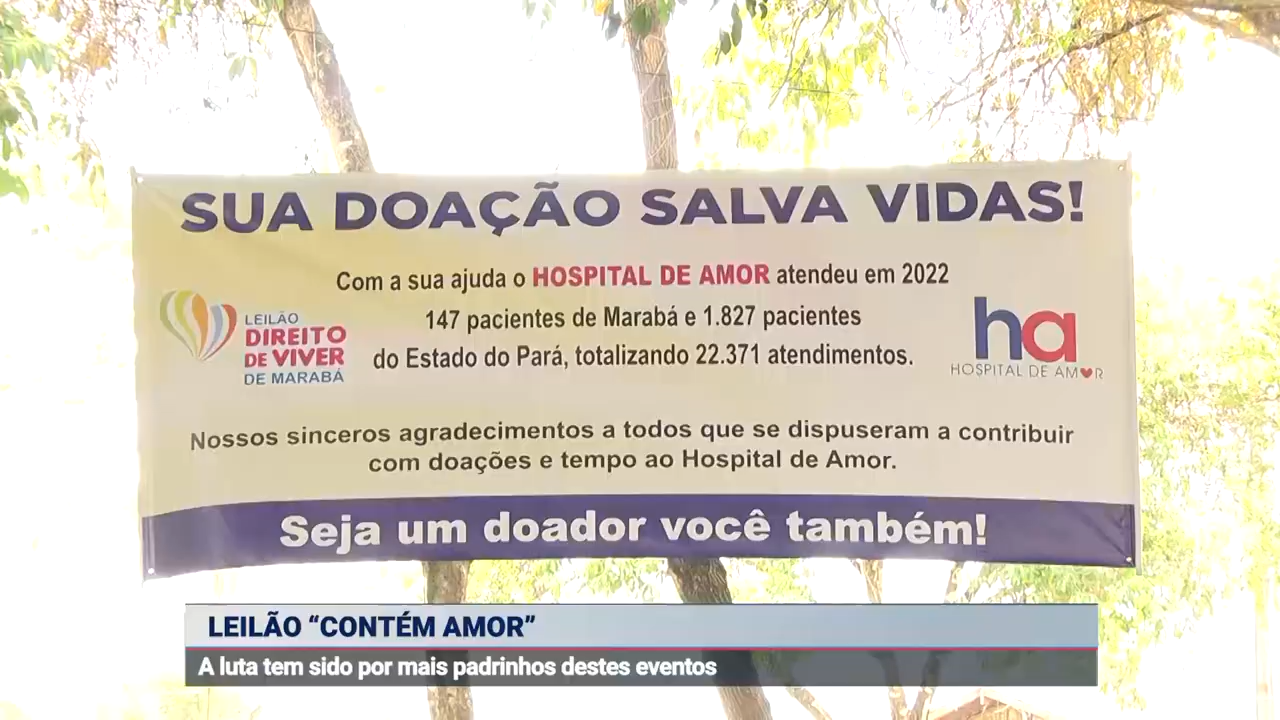 SUA DOAÇÃO SALVA VIDAS!
Com a sua ajuda o HOSPITAL DE AMOR atendeu em 2022
147 pacientes de Marabá e 1.827 pacientes
do Estado do Pará, totalizando 22.371 atendimentos.
LEILÃO
DIREITO
DE VIVER
DE MARABÁ
ha
HOSPITAL DE AMOR
Nossos sinceros agradecimentos a todos que se dispuseram a contribuir
com doações e tempo ao Hospital de Amor.
Seja um doador você também!
LEILÃO “CONTÉM AMOR”
A luta tem sido por mais padrinhos destes eventos